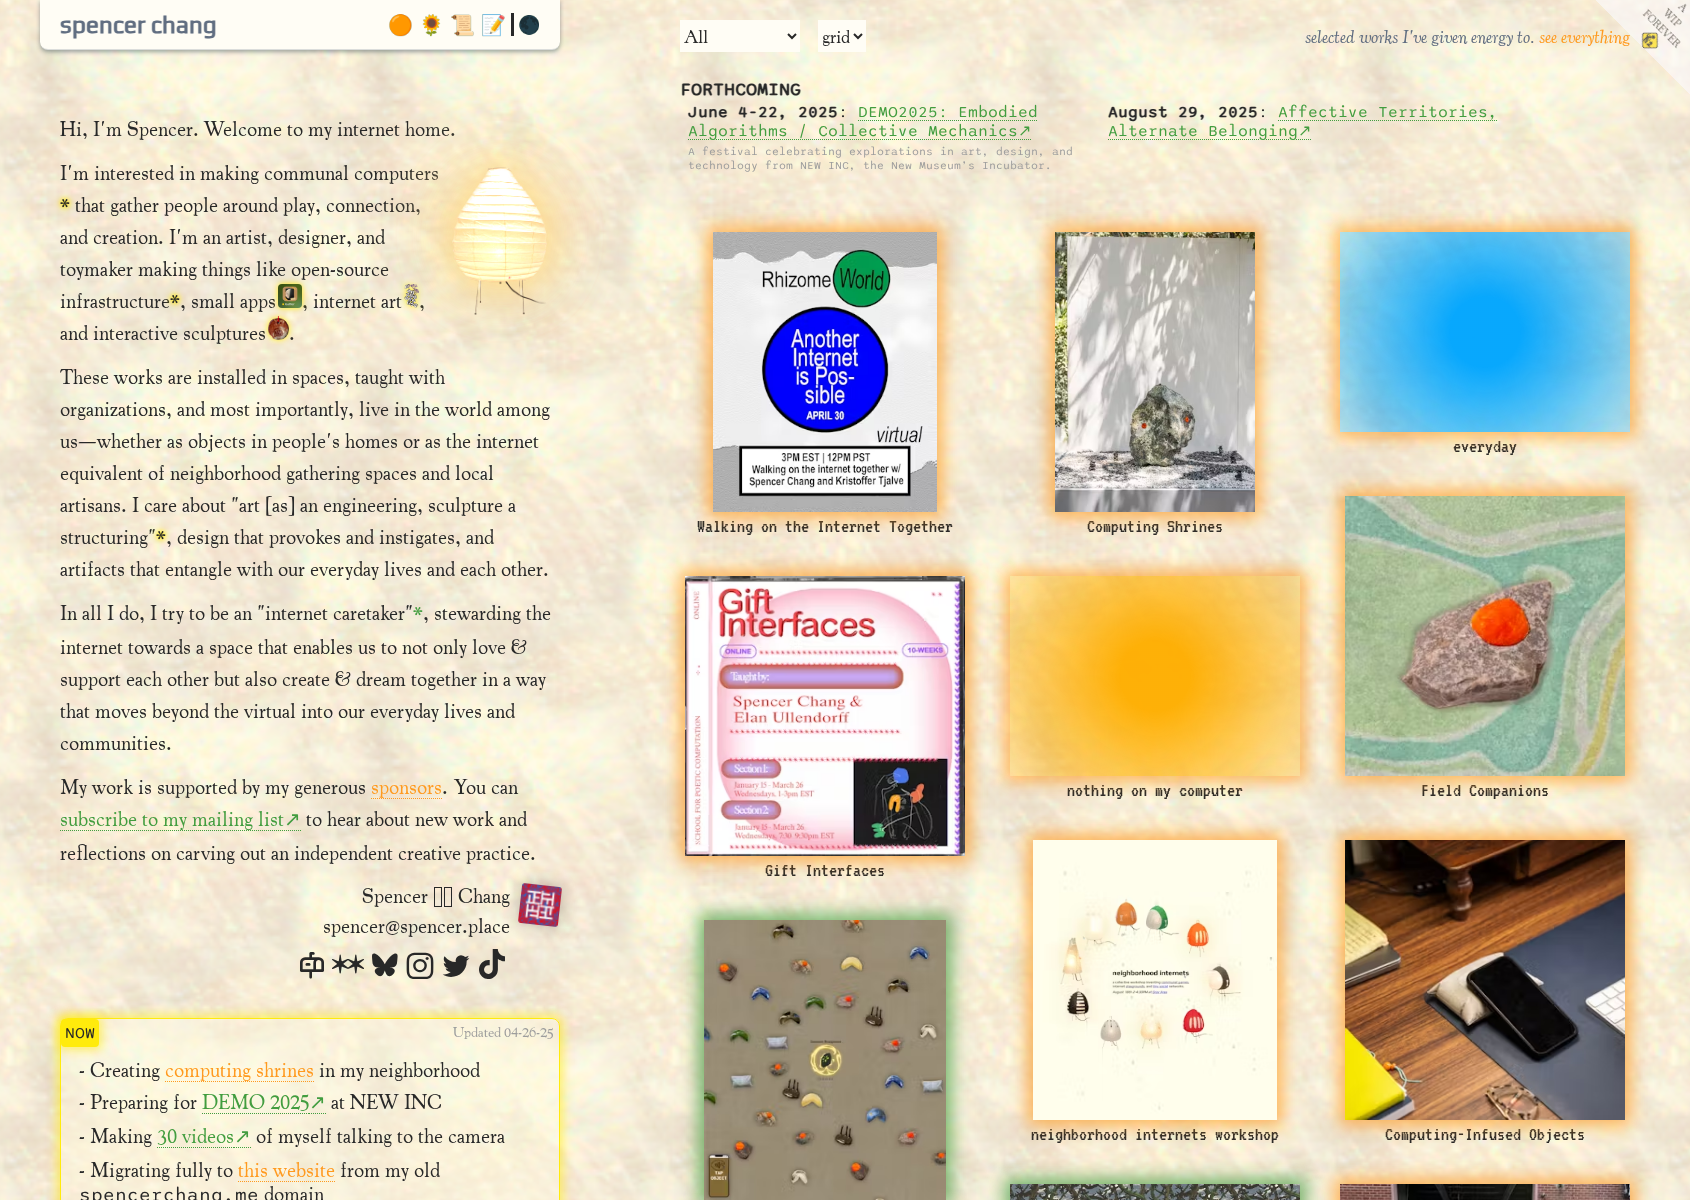 spencer chang
All
grid
selected works I've given energy to. see everything
A
WIP
FOREVER
Hi, I'm Spencer. Welcome to my internet home.
I'm interested in making communal computers
* that gather people around play, connection,
and creation. I'm an artist, designer, and
toymaker making things like open-source
infrastructure*, small apps, internet art,
and interactive sculptures.
These works are installed in spaces, taught with
organizations, and most importantly, live in the world among
us—whether as objects in people's homes or as the internet
equivalent of neighborhood gathering spaces and local
artisans. I care about "art [as] an engineering, sculpture a
structuring"*, design that provokes and instigates, and
artifacts that entangle with our everyday lives and each other.
In all I do, I try to be an "internet caretaker"*, stewarding the
internet towards a space that enables us to not only love &
support each other but also create & dream together in a way
that moves beyond the virtual into our everyday lives and
communities.
My work is supported by my generous sponsors. You can
subscribe to my mailing list↗ to hear about new work and
reflections on carving out an independent creative practice.
Spencer Chang
spencer@spencer.place
NOW
Updated 04-26-25
- Creating computing shrines in my neighborhood
- Preparing for DEMO 2025↗ at NEW INC
- Making 30 videos↗ of myself talking to the camera
- Migrating fully to this website from my old
spencerchang.me domain
FORTHCOMING
June 4-22, 2025: DEMO2025: Embodied
Algorithms / Collective Mechanics↗
A festival celebrating explorations in art, design, and
technology from NEW INC, the New Museum's Incubator.
August 29, 2025: Affective Territories,
Alternate Belonging↗
Rhizome World
Another
Internet
is Pos-
sible
APRIL 30
virtual
3PM EST | 12PM PST
Walking on the internet together w/
Spencer Chang and Kristoffer Tjalve
Walking on the Internet Together
Computing Shrines
everyday
Gift
Interfaces
ONLINE
10-WEEKS
Taught by:
Spencer Chang &
Elan Ullendorff
Section 1:
January 15 - March 26
Wednesdays, 1-3pm EST
Section 2:
January 15 - March 26
Wednesdays, 7:30-9:30pm EST
ONLINE
SCHOOL FOR POETIC COMPUTATION
Gift Interfaces
nothing on my computer
Field Companions
neighborhood internets
neighborhood internets workshop
Computing-Infused Objects
TAP
OBJECT